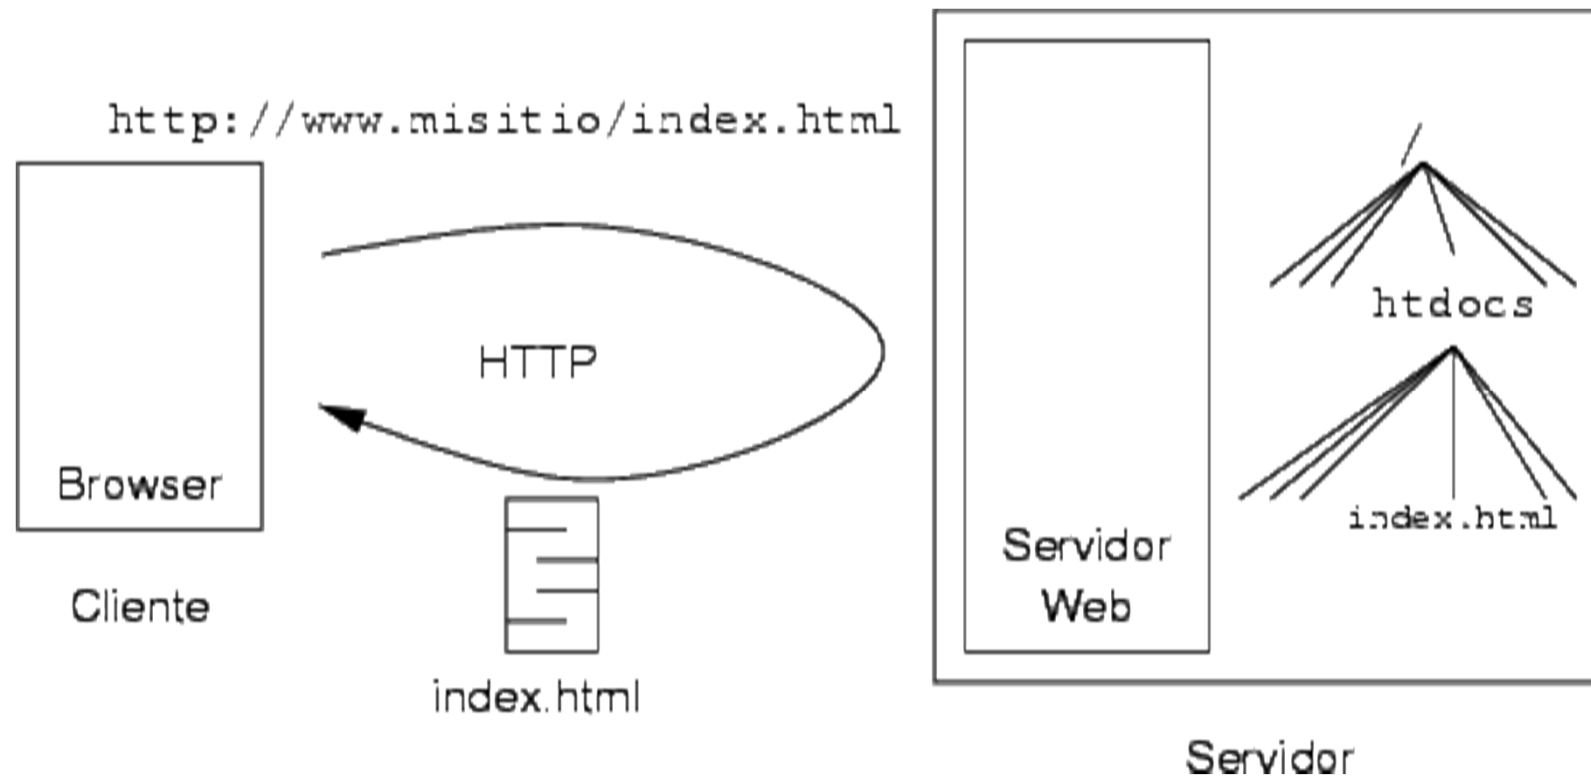 http://www.misitio/index.html
/
htdocs
HTTP
Browser
index.html
Servidor
Web
Cliente
index.html
Servidor